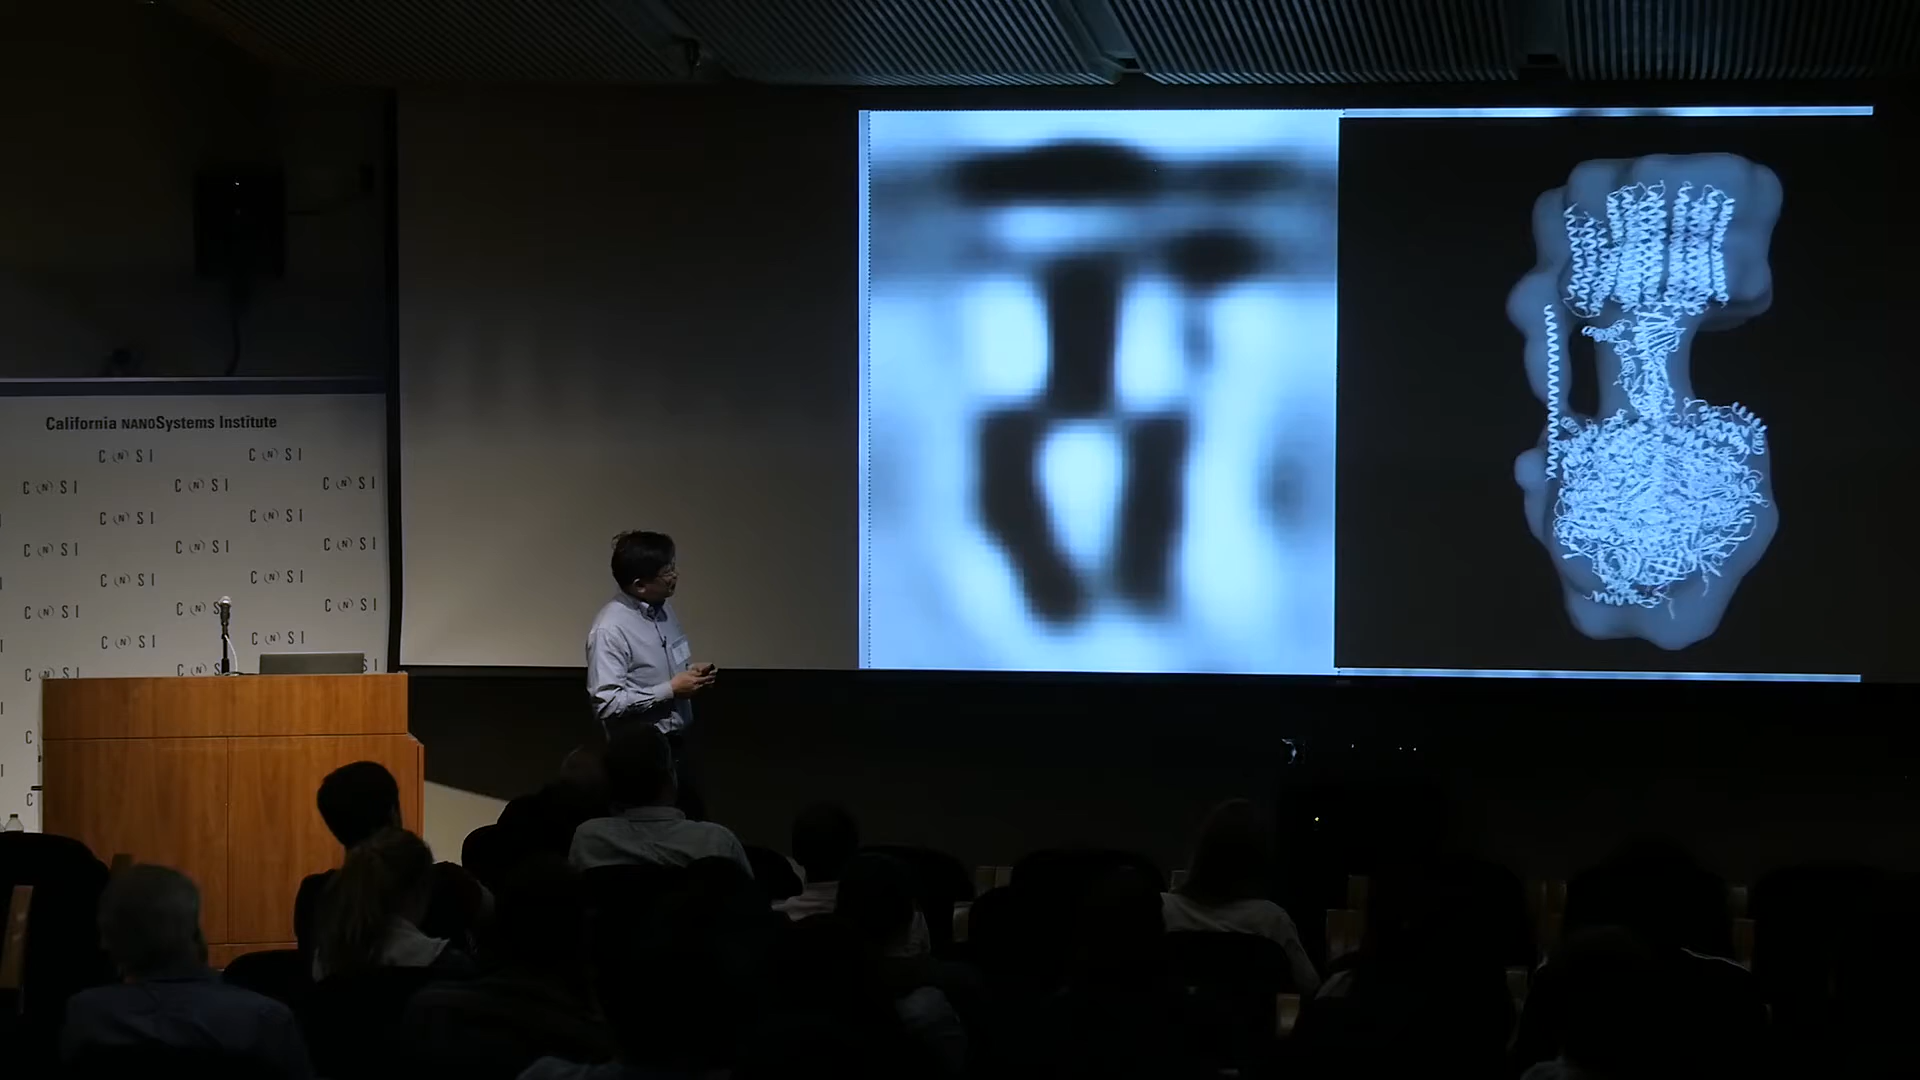 California NANOSystems Institute
C (N) S I C (N) S I
C (N) S I C (N) S I C (N) S I
C (N) S I C (N) S I
C (N) S I C (N) S I C (N) S I
C (N) S I C (N) S I
C (N) S I C (N) S C (N) S I
C (N) S I C (N) S I
C (N) S I C (N) S S I
C
C